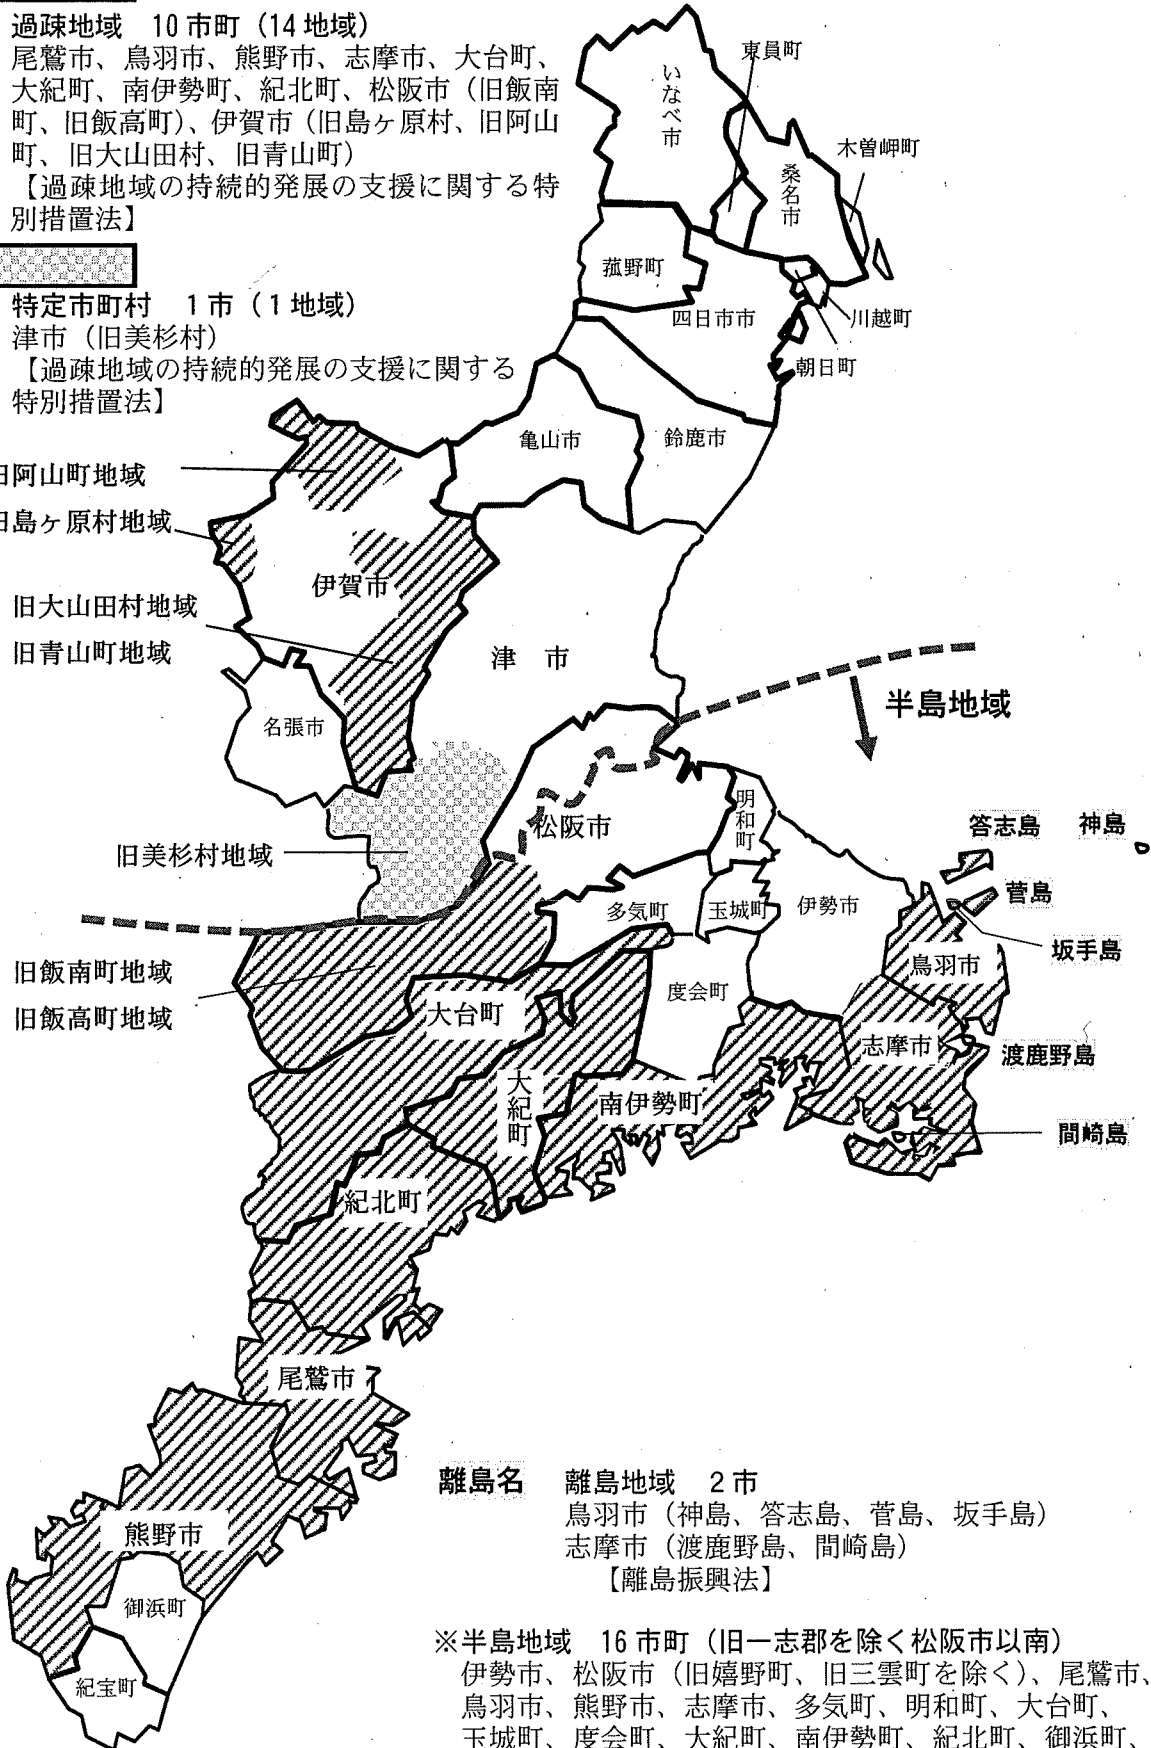 過疎地域　10市町（14地域）
尾鷲市、鳥羽市、熊野市、志摩市、大台町、
大紀町、南伊勢町、紀北町、松阪市（旧飯南
町、旧飯高町）、伊賀市（旧島ヶ原村、旧阿山
町、旧大山田村、旧青山町）
【過疎地域の持続的発展の支援に関する特
別措置法】
特定市町村　1市（1地域）
津市（旧美杉村）
【過疎地域の持続的発展の支援に関する
特別措置法】
東員町
いなべ市
木曽岬町
桑名市
菰野町
四日市市
川越町
朝日町
亀山市
鈴鹿市
旧阿山町地域
旧島ヶ原村地域
伊賀市
旧大山田村地域
旧青山町地域
津　市
半島地域
名張市
明和町
松阪市
答志島
神島
旧美杉村地域
菅島
多気町
玉城町
伊勢市
坂手島
鳥羽市
旧飯南町地域
旧飯高町地域
度会町
大台町
志摩市
渡鹿野島
大紀町
南伊勢町
間崎島
紀北町
尾鷲市
熊野市
御浜町
紀宝町
離島名　離島地域　2市
鳥羽市（神島、答志島、菅島、坂手島）
志摩市（渡鹿野島、間崎島）
【離島振興法】
※半島地域　16市町（旧一志郡を除く松阪市以南）
伊勢市、松阪市（旧嬉野町、旧三雲町を除く）、尾鷲市、
鳥羽市、熊野市、志摩市、多気町、明和町、大台町、
玉城町、度会町、大紀町、南伊勢町、紀北町、御浜町、